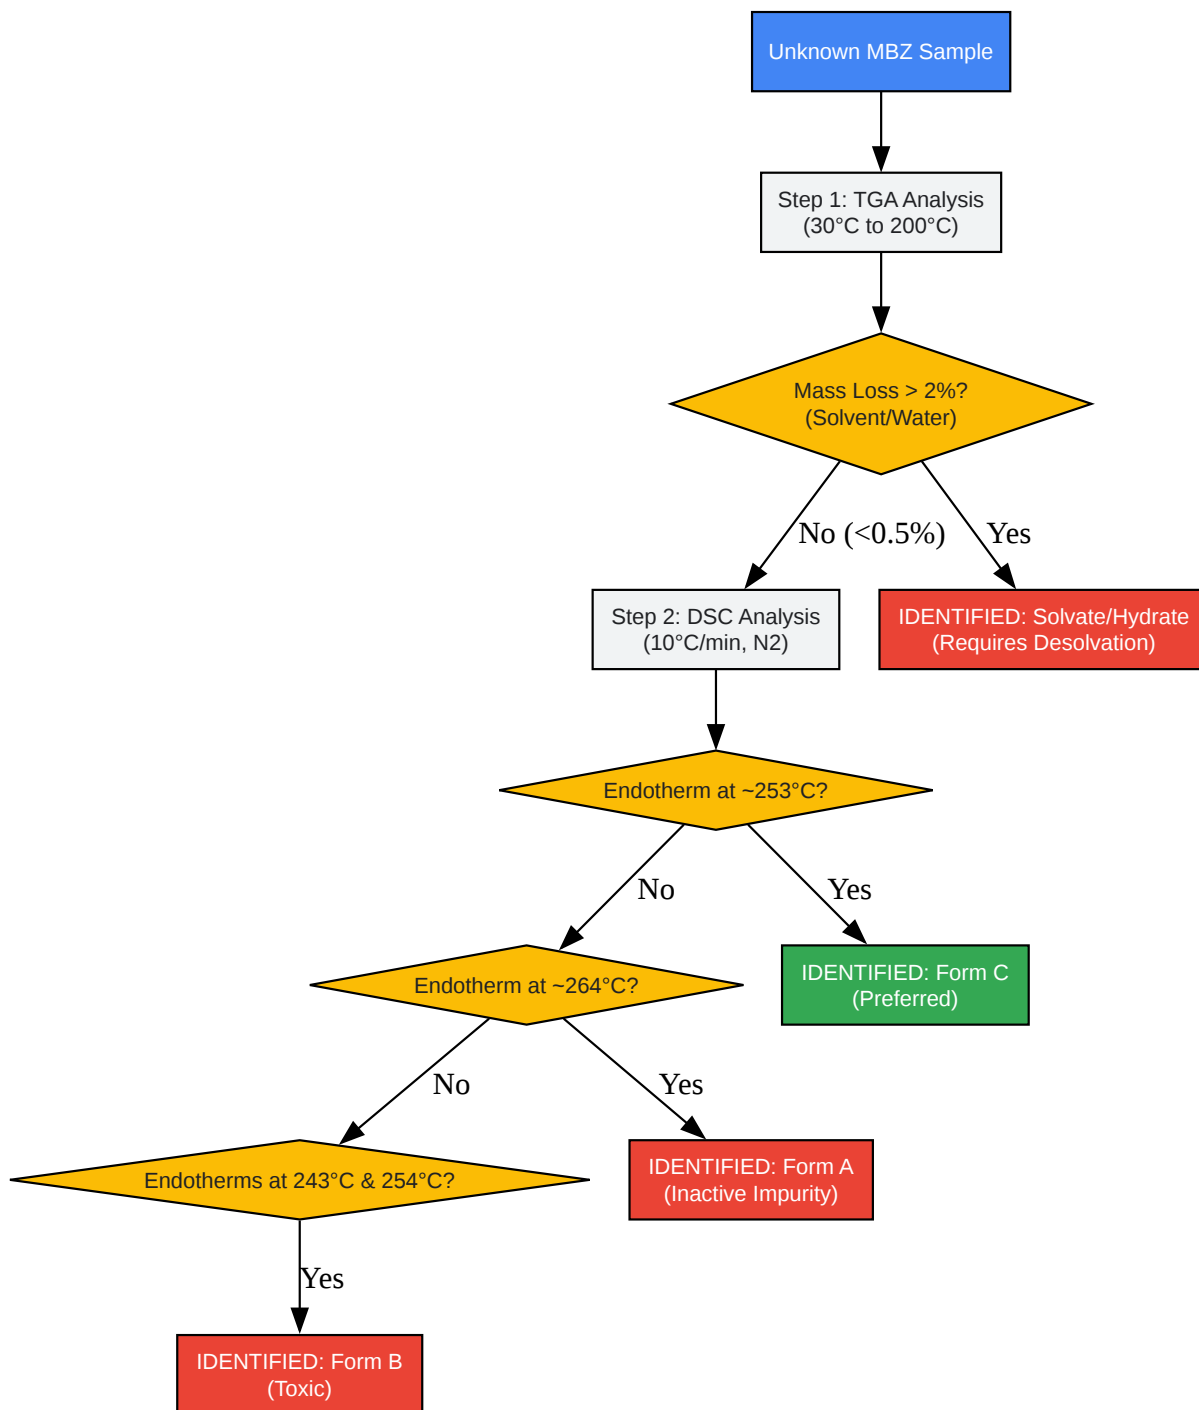 Unknown MBZ Sample
Step 1: TGA Analysis
(30°C to 200°C)
Mass Loss > 2%?
(Solvent/Water)
No (<0.5%)
Yes
Step 2: DSC Analysis
(10°C/min, N2)
IDENTIFIED: Solvate/Hydrate
(Requires Desolvation)
Endotherm at ~253°C?
No
Yes
Endotherm at ~264°C?
IDENTIFIED: Form C
(Preferred)
No
Yes
Endotherms at 243°C & 254°C?
IDENTIFIED: Form A
(Inactive Impurity)
Yes
IDENTIFIED: Form B
(Toxic)